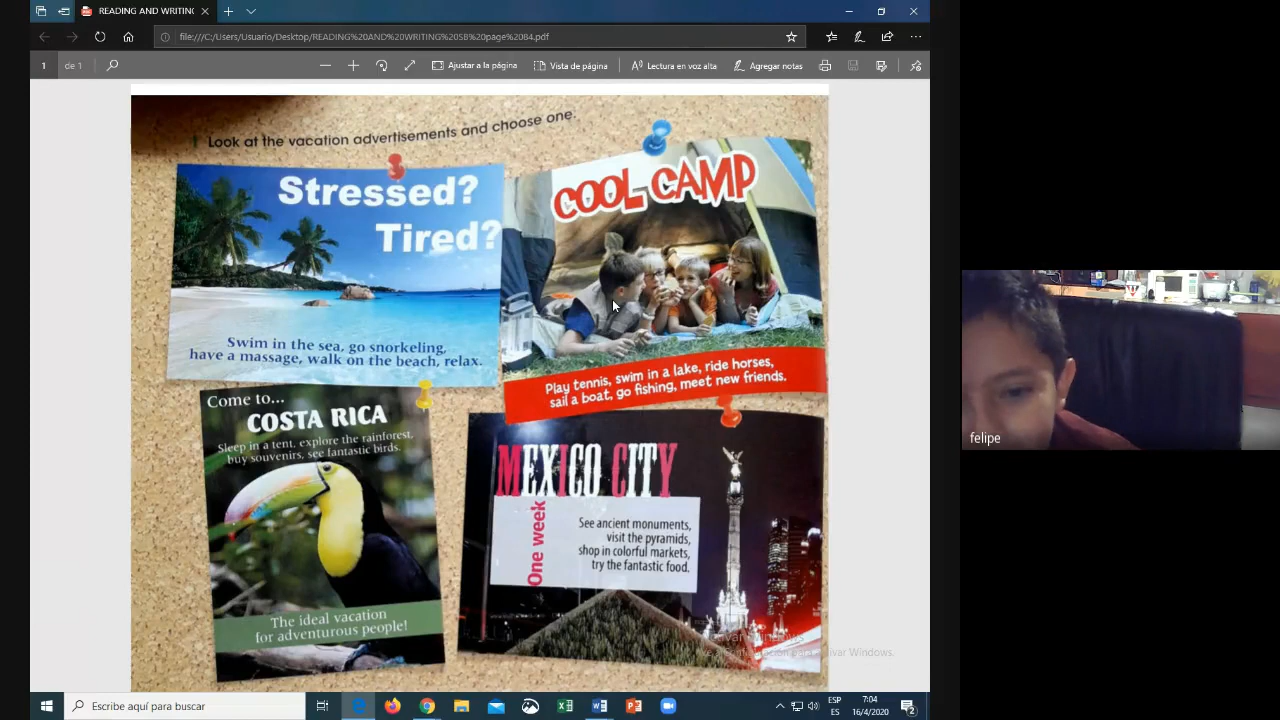 READING AND WRITING
file:///C:/Users/Usuario/Desktop/READING%20AND%20WRITING%20SB%20page%2084.pdf
1 de 1
Ajustar a la página
Vista de página
Lectura en voz alta
Agregar notas
1 Look at the vacation advertisements and choose one.
Stressed?
Tired?
Swim in the sea, go snorkeling,
have a massage, walk on the beach, relax.
COOL CAMP
Play tennis, swim in a lake, ride horses,
sail a boat, go fishing, meet new friends.
Come to...
COSTA RICA
Sleep in a tent, explore the rainforest,
buy souvenirs, see fantastic birds.
The ideal vacation
for adventurous people!
MEXICO CITY
One week
See ancient monuments,
visit the pyramids,
shop in colorful markets,
try the fantastic food.
Windows
activar Windows.
felipe
Escribe aquí para buscar
ESP
ES
7:04
16/4/2020
2